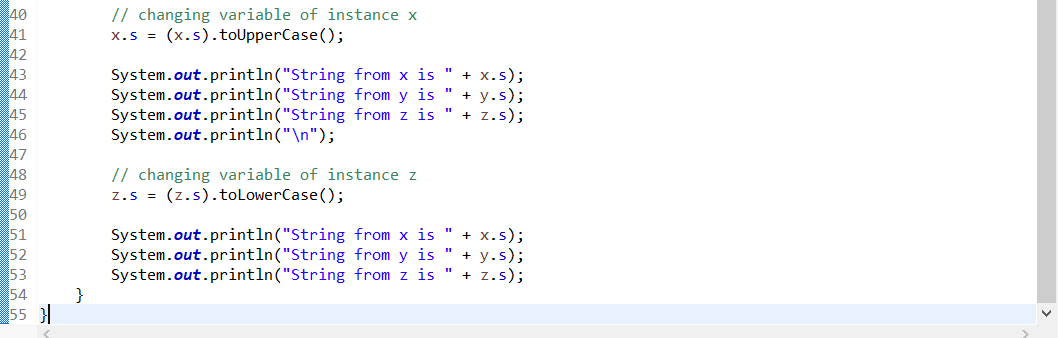 40         // changing variable of instance x
41         x.s = (x.s).toUpperCase();
42
43         System.out.println("String from x is " + x.s);
44         System.out.println("String from y is " + y.s);
45         System.out.println("String from z is " + z.s);
46         System.out.println("\n");
47
48         // changing variable of instance z
49         z.s = (z.s).toLowerCase();
50
51         System.out.println("String from x is " + x.s);
52         System.out.println("String from y is " + y.s);
53         System.out.println("String from z is " + z.s);
54     }
55 }